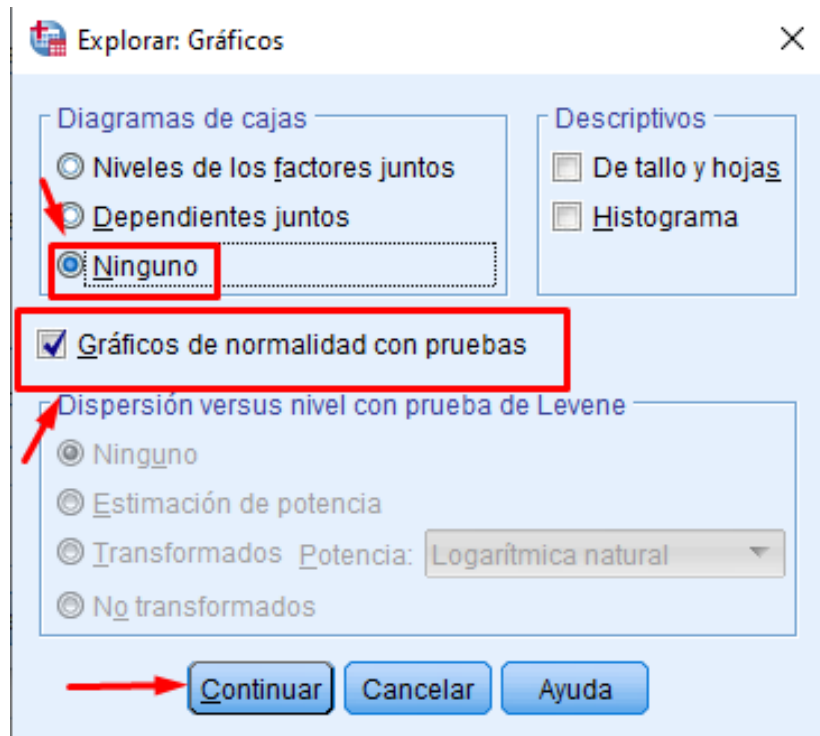 Explorar: Gráficos
Diagramas de cajas
Niveles de los factores juntos
Dependientes juntos
Ninguno
Descriptivos
De tallo y hojas
Histograma
Gráficos de normalidad con pruebas
Dispersión versus nivel con prueba de Levene
Ninguno
Estimación de potencia
Transformados Potencia: Logarítmica natural
No transformados
Continuar Cancelar Ayuda